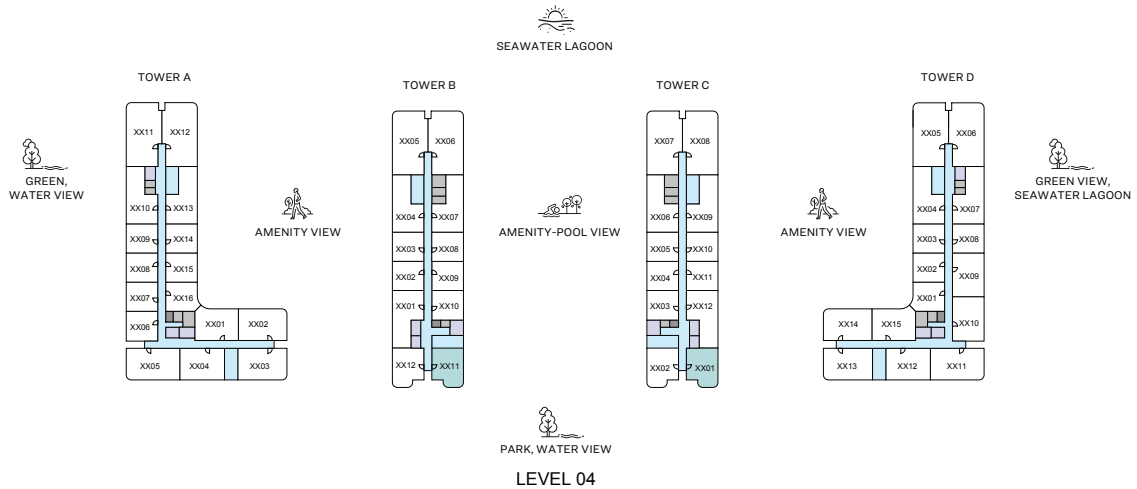 SEAWATER LAGOON
TOWER A
TOWER B
TOWER C
TOWER D
XX11 XX12
XX10 XX13
XX09 XX14
XX08 XX15
XX07 XX16
XX06 XX01 XX02
XX05 XX04 XX03
XX05 XX06
XX04 XX07
XX03 XX08
XX02 XX09
XX01 XX10
XX12 XX11
XX07 XX08
XX06 XX09
XX05 XX10
XX04 XX11
XX03 XX12
XX02 XX01
XX05 XX06
XX04 XX07
XX03 XX08
XX02 XX09
XX01
XX14 XX15 XX10
XX13 XX12 XX11
GREEN,
WATER VIEW
AMENITY VIEW
AMENITY-POOL VIEW
AMENITY VIEW
GREEN VIEW,
SEAWATER LAGOON
PARK, WATER VIEW
LEVEL 04